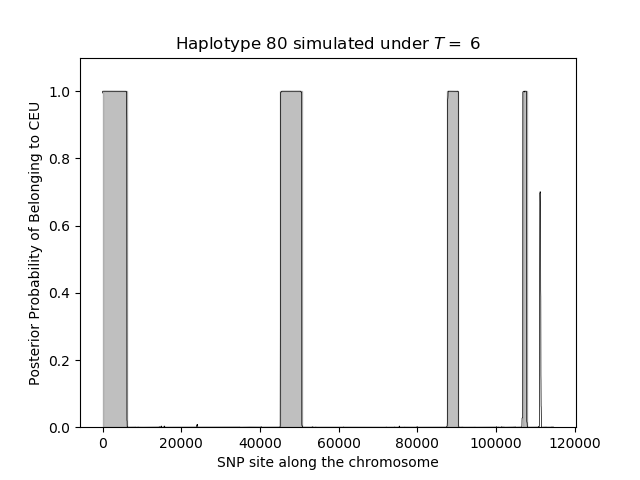 Haplotype 80 simulated under T = 6
Posterior Probability of Belonging to CEU
1.0
0.8
0.6
0.4
0.2
0.0
0 20000 40000 60000 80000 100000 120000
SNP site along the chromosome